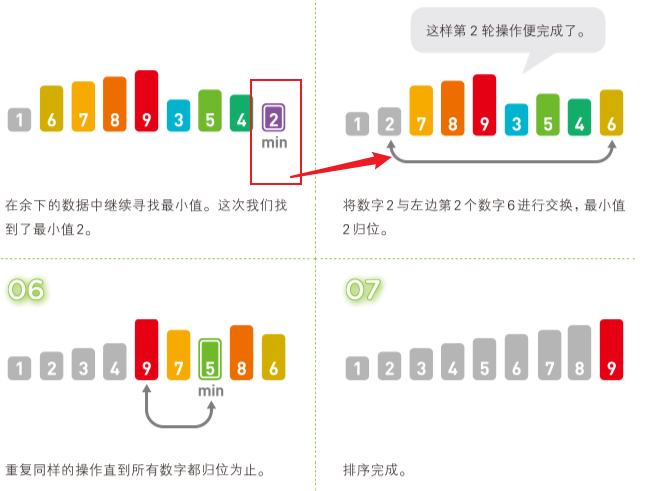 这样第 2 轮操作便完成了。
1 6 7 8 9 3 5 4 2
min
1 2 7 8 9 3 5 4 6
在余下的数据中继续寻找最小值。这次我们找
到了最小值2。
将数字2与左边第2个数字6进行交换，最小值
2归位。
06
1 2 3 4 9 7 5 8 6
min
重复同样的操作直到所有数字都归位为止。
07
1 2 3 4 5 6 7 8 9
排序完成。